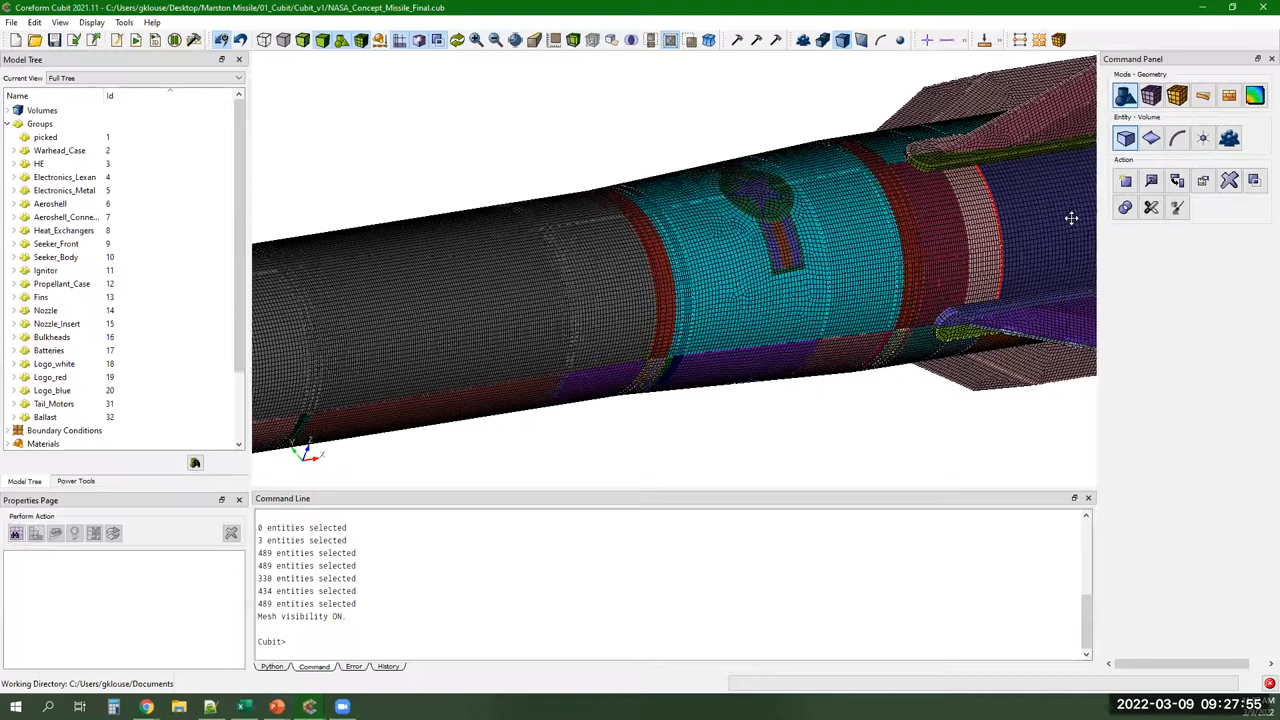 Coreform Cubit 2021.11 - C:/Users/gklouse/Desktop/Marston Missile/01_Cubit/Cubit_v1/NASA_Concept_Missile_Final.cub
File Edit View Display Tools Help
Model Tree
Current View Full Tree
Name Id
Volumes
Groups
picked 1
Warhead_Case 2
HE 3
Electronics_Lexan 4
Electronics_Metal 5
Aeroshell 6
Aeroshell_Conne... 7
Heat_Exchangers 8
Seeker_Front 9
Seeker_Body 10
Ignitor 11
Propellant_Case 12
Fins 13
Nozzle 14
Nozzle_Insert 15
Bulkheads 16
Batteries 17
Logo_white 18
Logo_red 19
Logo_blue 20
Tail_Motors 31
Ballast 32
Boundary Conditions
Materials
Model Tree Power Tools
Properties Page
Perform Action
Working Directory: C:/Users/gklouse/Documents
Z
X
Command Line
0 entities selected
3 entities selected
489 entities selected
489 entities selected
330 entities selected
434 entities selected
489 entities selected
Mesh visibility ON.
Cubit>
Python Command Error History
Command Panel
Mode - Geometry
Entity - Volume
Action
2022-03-09 09:27:55